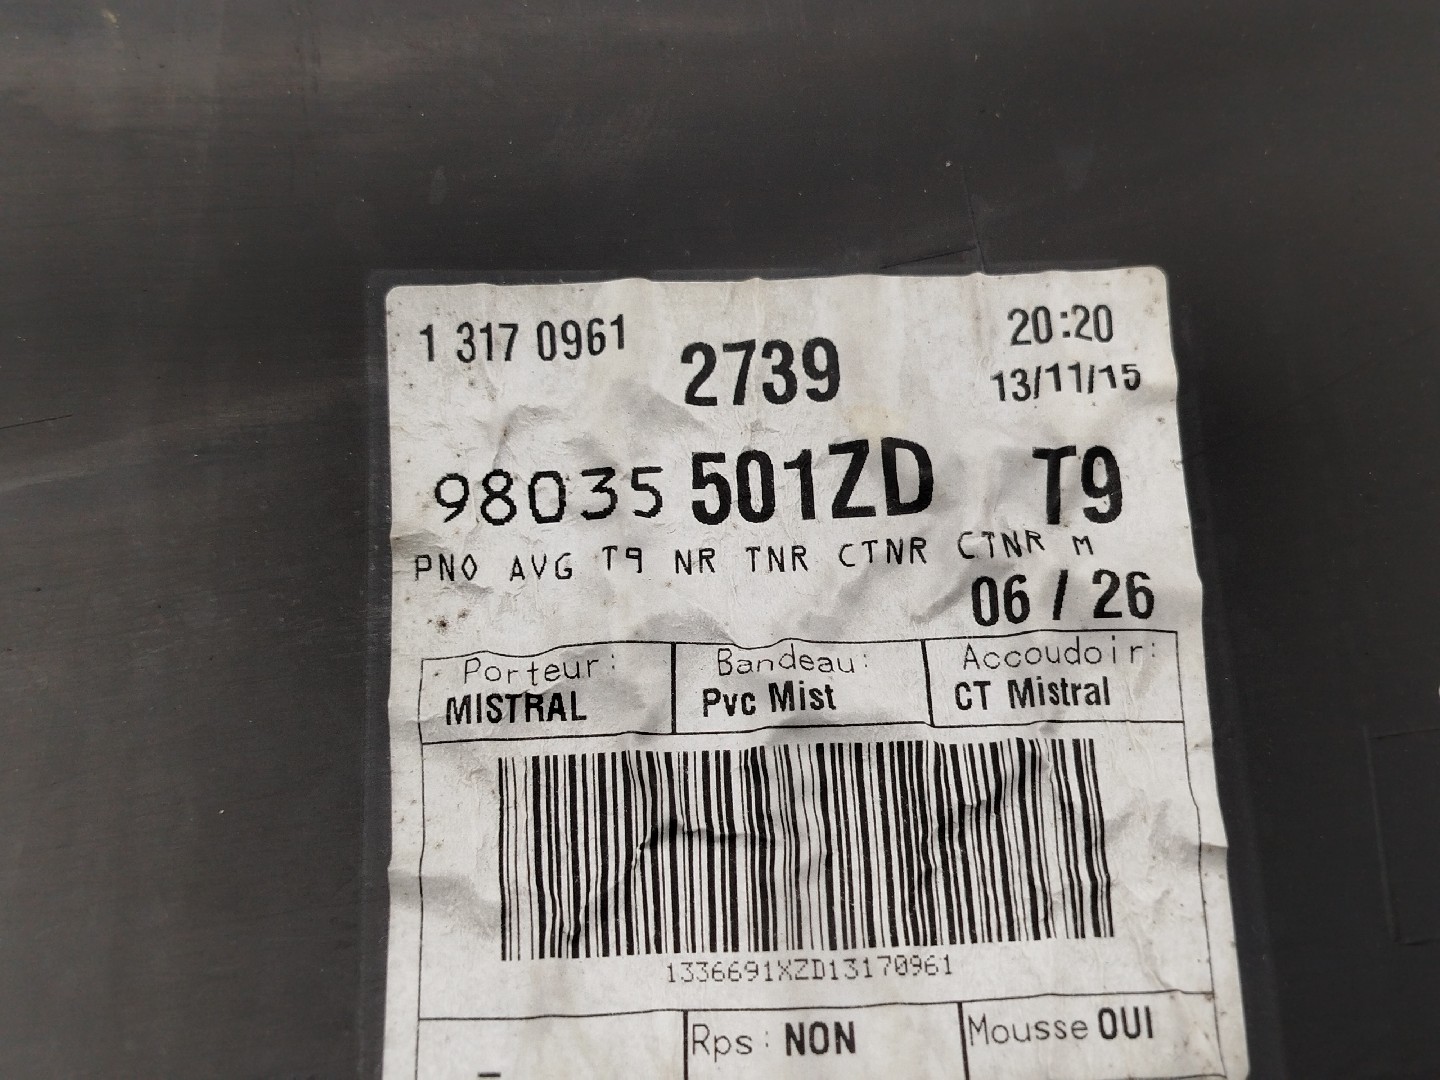 1 317 0961
2739
20:20
13/11/15
98035 501ZD T9
PNO AVG T9 NR TNR CTNR CTNR M
06 / 26
Porteur:
MISTRAL
Bandeau:
Pvc Mist
Accoudoir:
CT Mistral
1336691XZD13170961
Rps: NON
Mousse OUI